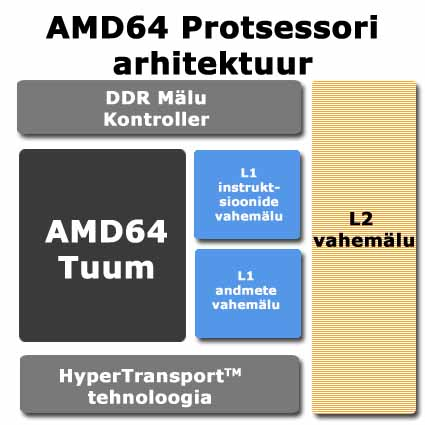 AMD64 Protsessori
arhitektuur
DDR Mälu
Kontroller
AMD64
Tuum
L1
instrukt-
sioonide
vahemälu
L1
andmete
vahemälu
L2
vahemälu
HyperTransport™
tehnoloogia